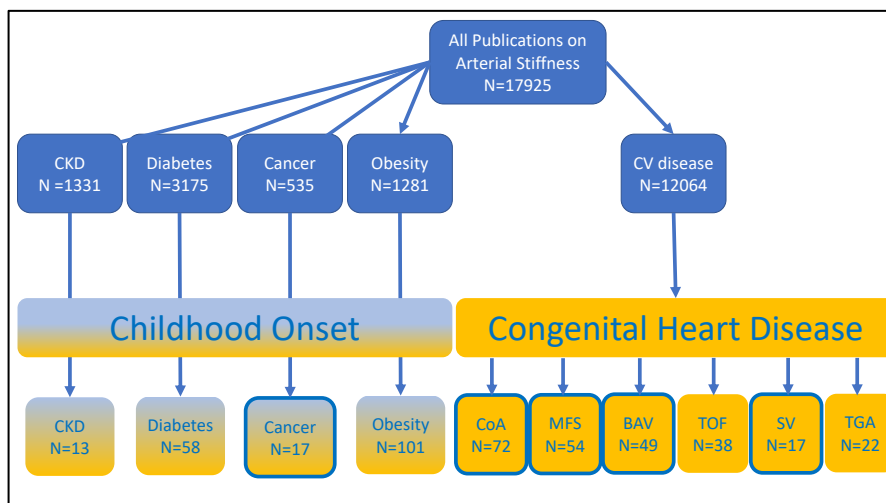 All Publications on
Arterial Stiffness
N=17925
CKD
N =1331
Diabetes
N=3175
Cancer
N=535
Obesity
N=1281
CV disease
N=12064
Childhood Onset
Congenital Heart Disease
CKD
N=13
Diabetes
N=58
Cancer
N=17
Obesity
N=101
CoA
N=72
MFS
N=54
BAV
N=49
TOF
N=38
SV
N=17
TGA
N=22